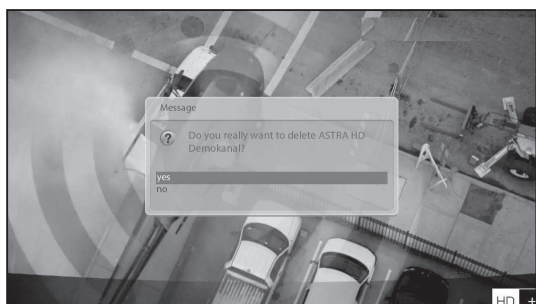 Message
Do you really want to delete ASTRA HD
Demokanal?
yes
no
HD +